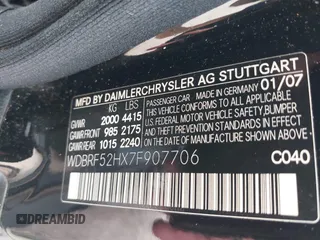 MFD BY DAIMLERCHRYSLER AG STUTTGART
MADE IN GERMANY 01/07
KG LBS
GVWR 2000 4415
GAWR FRONT 985 2175
GAWR REAR 1015 2240
THIS VEHICLE CONFORMS TO ALL
APPLICABLE U.S. FEDERAL
MOTOR VEHICLE SAFETY, BUMPER,
AND THEFT PREVENTION STANDARDS
IN EFFECT ON THE DATE OF
MANUFACTURE SHOWN ABOVE.
WDBRF52HX7F907706
C040
DREAMBID